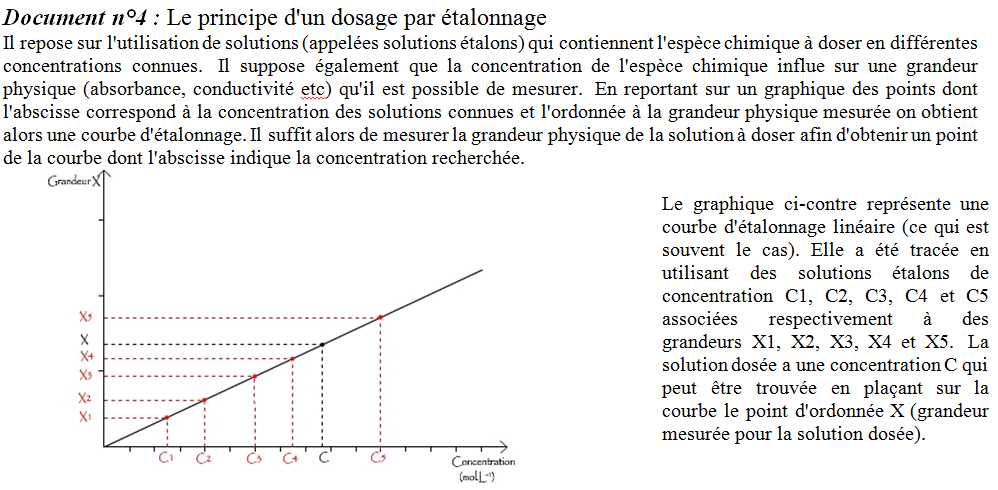 Document n°4 : Le principe d'un dosage par étalonnage
Il repose sur l'utilisation de solutions (appelées solutions étalons) qui contiennent l'espèce chimique à doser en différentes
concentrations connues. Il suppose également que la concentration de l'espèce chimique influe sur une grandeur
physique (absorbance, conductivité etc) qu'il est possible de mesurer. En reportant sur un graphique des points dont
l'abscisse correspond à la concentration des solutions connues et l'ordonnée à la grandeur physique mesurée on obtient
alors une courbe d'étalonnage. Il suffit alors de mesurer la grandeur physique de la solution à doser afin d'obtenir un point
de la courbe dont l'abscisse indique la concentration recherchée.
Grandeur X
X5
X
X4
X3
X2
X1
C1 C2 C3 C4 C C5
Concentration
(mol.L⁻¹)
Le graphique ci-contre représente une
courbe d'étalonnage linéaire (ce qui est
souvent le cas). Elle a été tracée en
utilisant des solutions étalons de
concentration C1, C2, C3, C4 et C5
associées respectivement à des
grandeurs X1, X2, X3, X4 et X5. La
solution dosée a une concentration C qui
peut être trouvée en plaçant sur la
courbe le point d'ordonnée X (grandeur
mesurée pour la solution dosée).